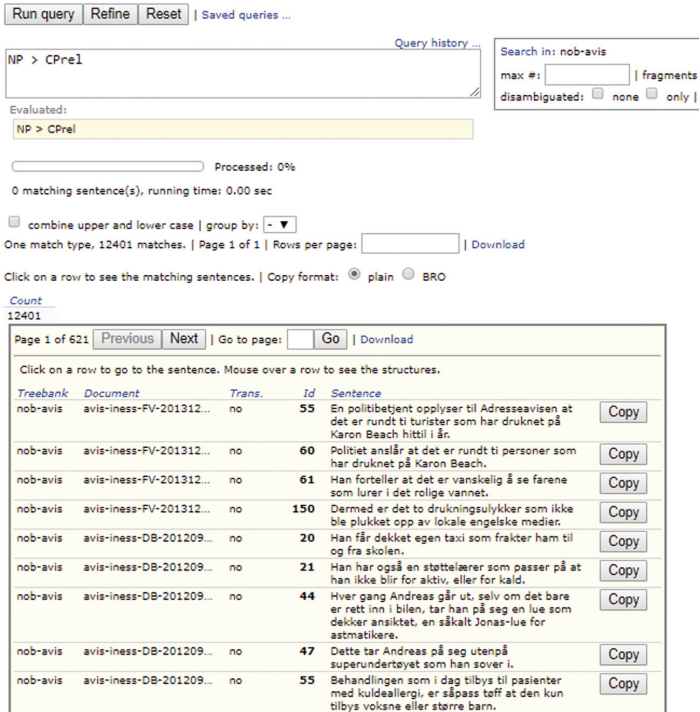 Run query Refine Reset | Saved queries ...
Query history ...
NP > CPrel
Search in: nob-avis
max #: | fragments
disambiguated: none only |
Evaluated:
NP > CPrel
Processed: 0%
0 matching sentence(s), running time: 0.00 sec
combine upper and lower case | group by: - ▼
One match type, 12401 matches. | Page 1 of 1 | Rows per page: | Download
Click on a row to see the matching sentences. | Copy format: plain BRO
Count
12401
Page 1 of 621 Previous Next | Go to page: Go | Download
Click on a row to go to the sentence. Mouse over a row to see the structures.
Treebank Document Trans. Id Sentence
nob-avis avis-iness-FV-201312... no 55 En politibetjent opplyser til Adresseavisen at Copy
det er rundt ti turister som har druknet på
Karon Beach hittil i år.
nob-avis avis-iness-FV-201312... no 60 Politiet anslår at det er rundt ti personer som Copy
har druknet på Karon Beach.
nob-avis avis-iness-FV-201312... no 61 Han forteller at det er vanskelig å se farene Copy
som lurer i det rolige vannet.
nob-avis avis-iness-FV-201312... no 150 Dermed er det to drukningsulykker som ikke Copy
ble plukket opp av lokale engelske medier.
nob-avis avis-iness-DB-201209... no 20 Han får dekket egen taxi som frakter ham til Copy
og fra skolen.
nob-avis avis-iness-DB-201209... no 21 Han har også en støttelærer som passer på at Copy
han ikke blir for aktiv, eller for kald.
nob-avis avis-iness-DB-201209... no 44 Hver gang Andreas går ut, selv om det bare Copy
er rett inn i bilen, tar han på seg en lue som
dekker ansiktet, en såkalt Jonas-lue for
astmatikere.
nob-avis avis-iness-DB-201209... no 47 Dette tar Andreas på seg utenpå Copy
superundertøyet som han sover i.
nob-avis avis-iness-DB-201209... no 55 Behandlingen som i dag tilbys til pasienter Copy
med kuldeallergi, er såpass tøff at den kun
tilbys voksne eller større barn.